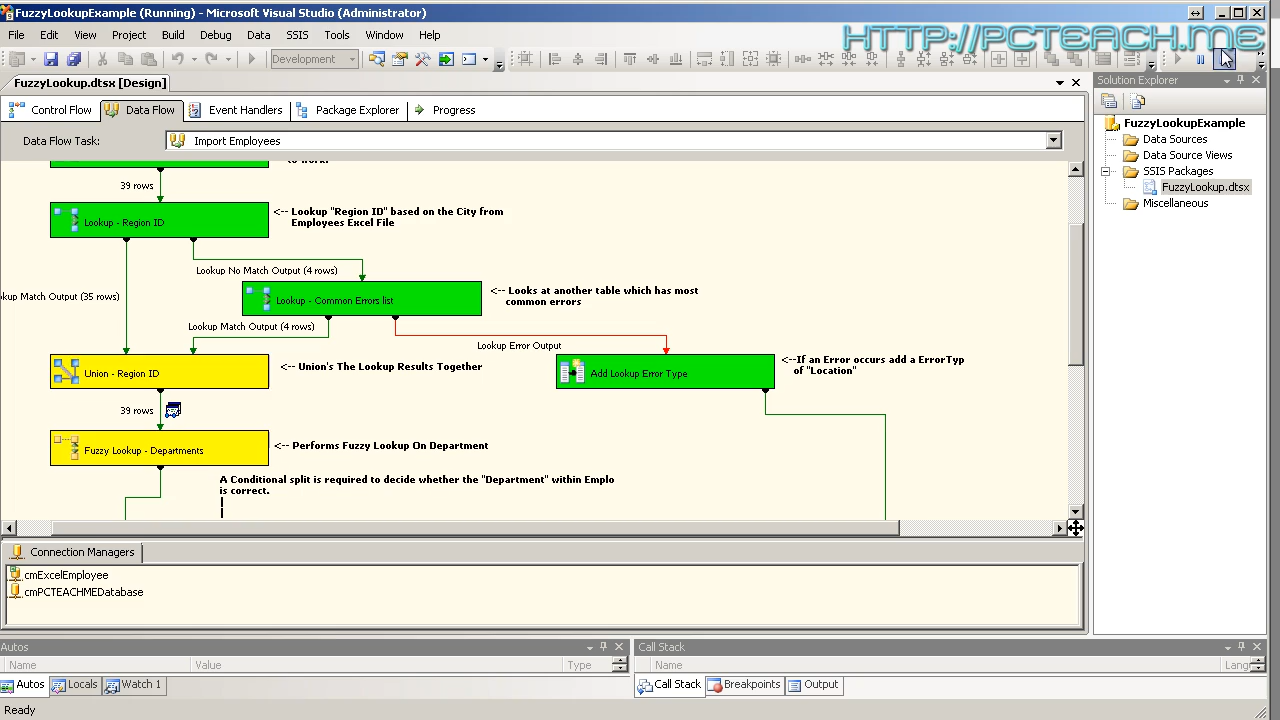 FuzzyLookupExample (Running) - Microsoft Visual Studio (Administrator)
File Edit View Project Build Debug Data SSIS Tools Window Help
HTTP://PCTEACH.ME
Development
FuzzyLookup.dtsx [Design]
Control Flow Data Flow Event Handlers Package Explorer Progress
Data Flow Task: Import Employees
to work.
39 rows
Lookup - Region ID
<-- Lookup "Region ID" based on the City from
Employees Excel File
Lookup No Match Output (4 rows)
okup Match Output (35 rows)
Lookup - Common Errors list
<-- Looks at another table which has most
common errors
Lookup Match Output (4 rows)
Lookup Error Output
Union - Region ID
<-- Union's The Lookup Results Together
Add Lookup Error Type
<--If an Error occurs add a ErrorTyp
of "Location"
39 rows
Fuzzy Lookup - Departments
<-- Performs Fuzzy Lookup On Department
A Conditional split is required to decide whether the "Department" within Emplo
is correct.
|
|
Connection Managers
cmExcelEmployee
cmPCTEACHMEDatabase
Solution Explorer
FuzzyLookupExample
Data Sources
Data Source Views
SSIS Packages
FuzzyLookup.dtsx
Miscellaneous
Autos
Name Value Type
Autos Locals Watch 1
Call Stack
Name Lang
Call Stack Breakpoints Output
Ready